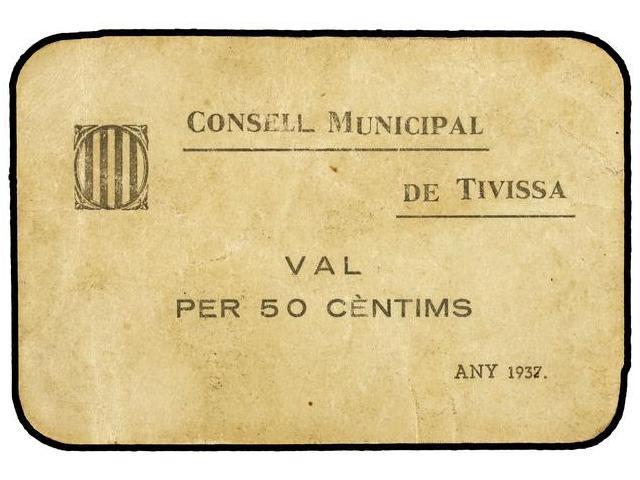 CONSELL MUNICIPAL
DE TIVISSA
VAL
PER 50 CÈNTIMS
ANY 1937.